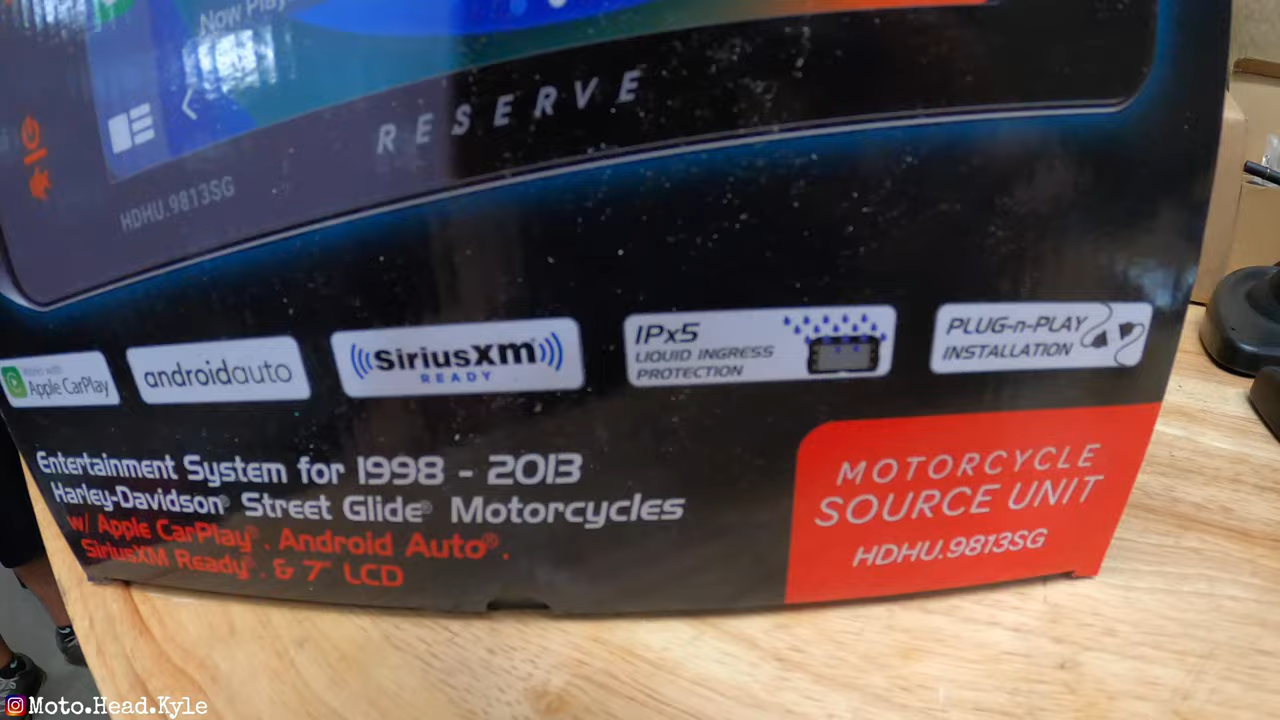 Now Play
RESERVE
HDHU.9813SG
Works with
Apple CarPlay
androidauto
SiriusXM
READY
IPx5
LIQUID INGRESS
PROTECTION
PLUG-n-PLAY
INSTALLATION
Entertainment System for 1998 - 2013
Harley-Davidson® Street Glide® Motorcycles
w/ Apple CarPlay®, Android Auto®,
SiriusXM Ready®, & 7" LCD
MOTORCYCLE
SOURCE UNIT
HDHU.9813SG
Moto.Head.Kyle